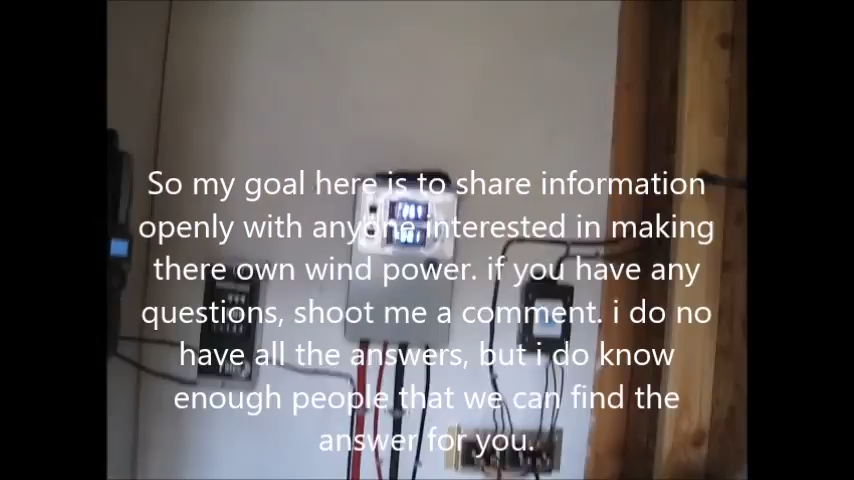 So my goal here is to share information
openly with anyone interested in making
there own wind power. if you have any
questions, shoot me a comment. i do no
have all the answers, but i do know
enough people that we can find the
answer for you.